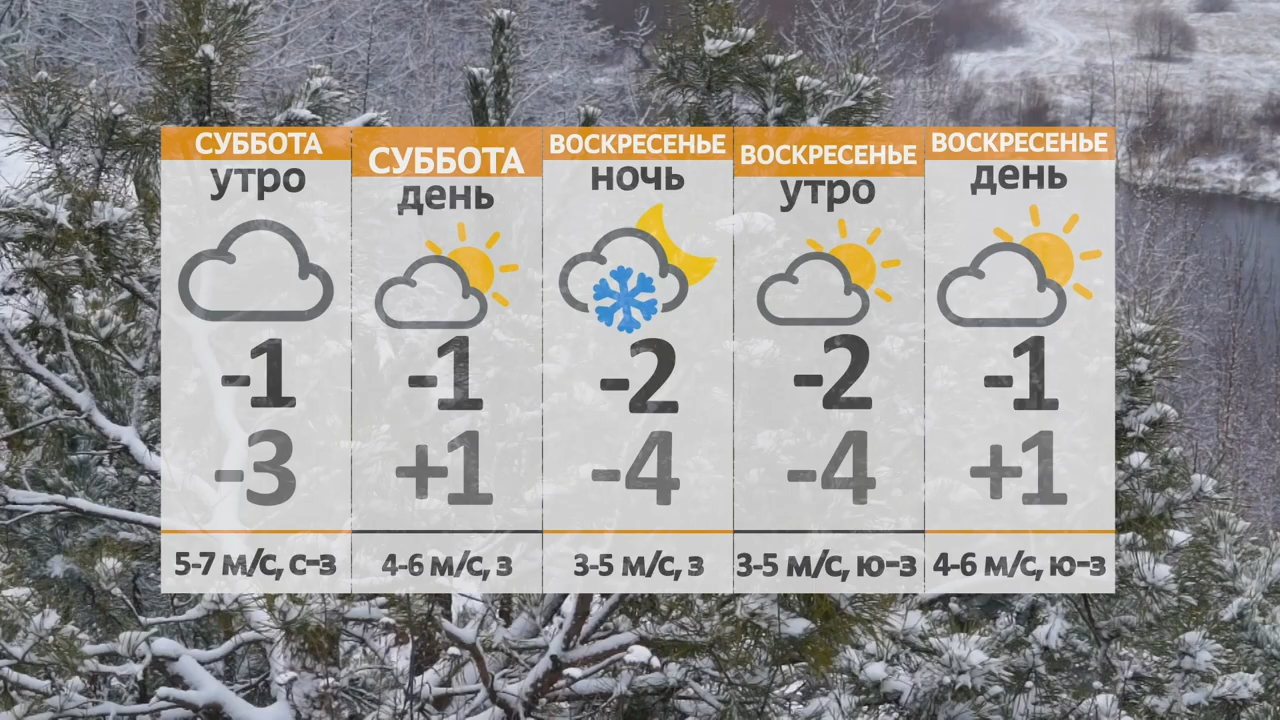 СУББОТА
утро
-1
-3
5-7 м/с, с-з
СУББОТА
день
-1
+1
4-6 м/с, з
ВОСКРЕСЕНЬЕ
ночь
-2
-4
3-5 м/с, з
ВОСКРЕСЕНЬЕ
утро
-2
-4
3-5 м/с, ю-з
ВОСКРЕСЕНЬЕ
день
-1
+1
4-6 м/с, ю-з